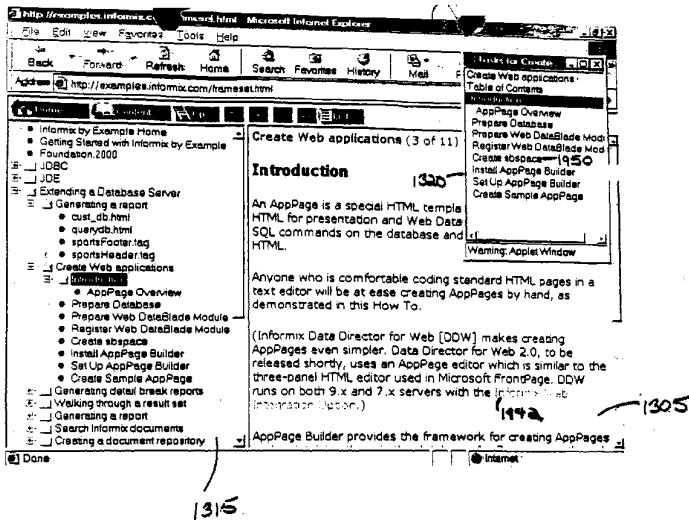 http://examples.informix.c meset.html Microsoft Internet Explorer
File Edit View Favorites Tools Help
Back Forward Refresh Home Search Favorites History Mail
Address http://examples.informix.com/frameset.html
Informix by Example Home
Getting Started with Informix by Example
Foundation.2000
JDBC
JDE
Extending a Database Server
Generating a report
cust_db.html
querydb.html
sportsFooter.tag
sportsHeader.tag
Create Web applications
Introduction
AppPage Overview
Prepare Database
Prepare Web DataBlade Module
Register Web DataBlade Module
Create sbspace
Install AppPage Builder
Set Up AppPage Builder
Create Sample AppPage
Generating detail break reports
Walking through a result set
Generating a report
Search Informix documents
Creating a document repository
Create Web applications (3 of 11)
Introduction
An AppPage is a special HTML templa
HTML for presentation and Web Data
SQL commands on the database and
HTML.
Anyone who is comfortable coding standard HTML pages in a
text editor will be at ease creating AppPages by hand, as
demonstrated in this How To.
(Informix Data Director for Web [DDW] makes creating
AppPages even simpler. Data Director for Web 2.0, to be
released shortly, uses an AppPage editor which is similar to the
three-panel HTML editor used in Microsoft FrontPage. DDW
runs on both 9.x and 7.x servers with the Informix Web
Integration Option.)
AppPage Builder provides the framework for creating AppPages
Tasks for Create
Create Web applications
Table of Contents
Introduction
AppPage Overview
Prepare Database
Prepare Web DataBlade Modu
Register Web DataBlade Mod
Create sbspace
Install AppPage Builder
Set Up AppPage Builder
Create Sample AppPage
Warning: Applet Window
1950
1320
1942
1305
Done
Internet
1315